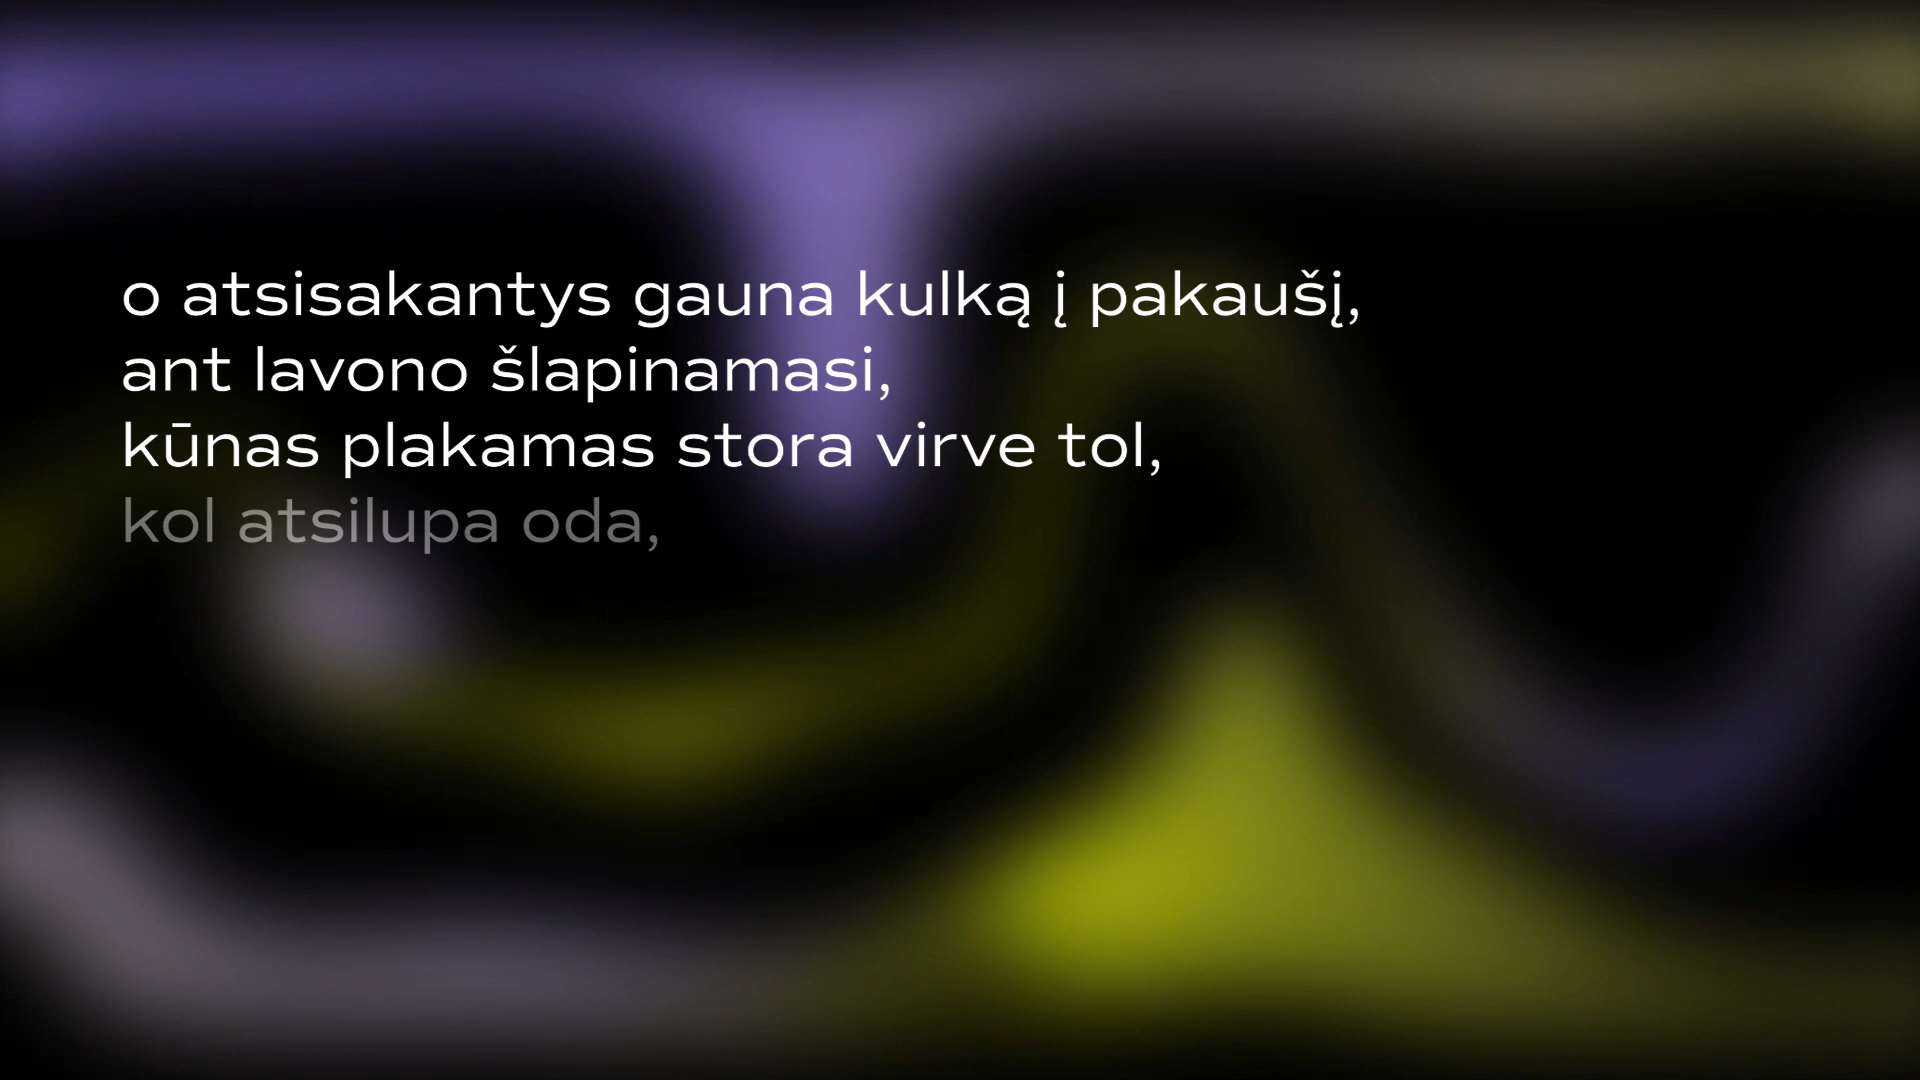 o atsisakantys gauna kulką į pakaušį,
ant lavono šlapinamasi,
kūnas plakamas stora virve tol,
kol atsilupa oda,